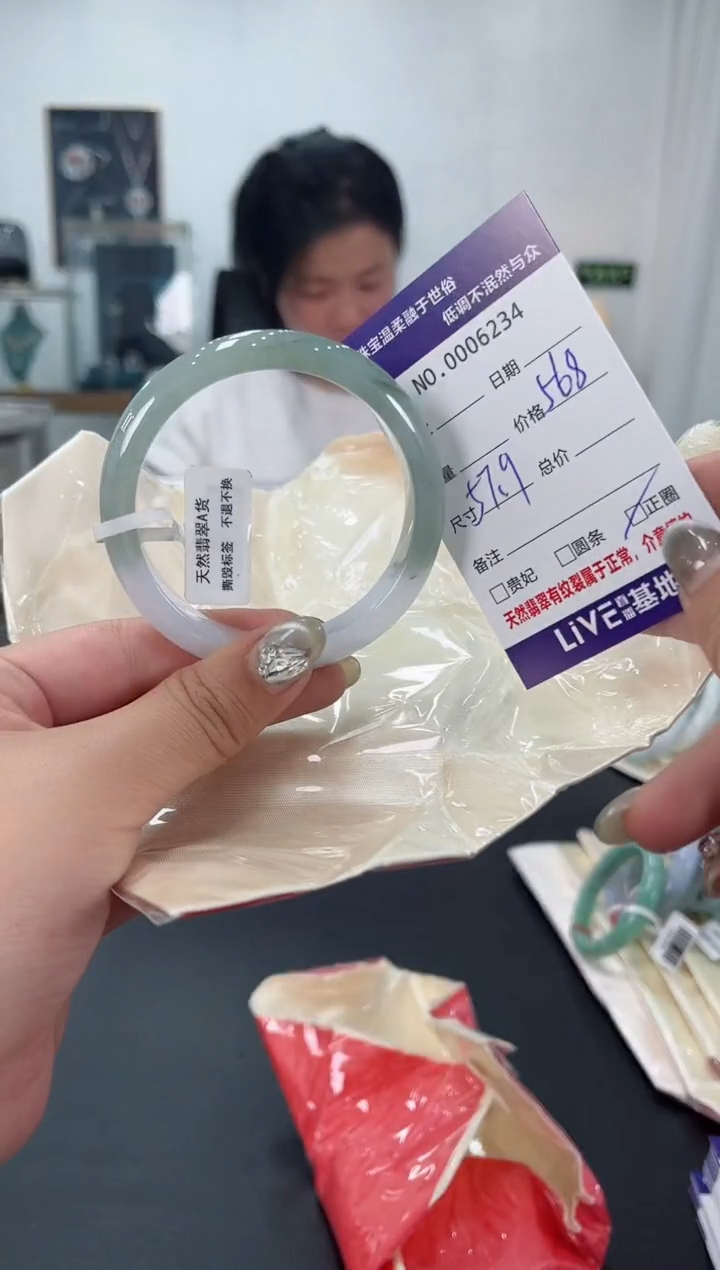 珠宝温柔融于世俗
低调不泯然与众
NO.0006234
日期
价格 568
量
尺寸 57.9
总价
备注
贵妃 圆条 正圈
天然翡翠有纹裂属于正常，介意
LiVE 基地
天然翡翠A货
撕毁标签 不退不换